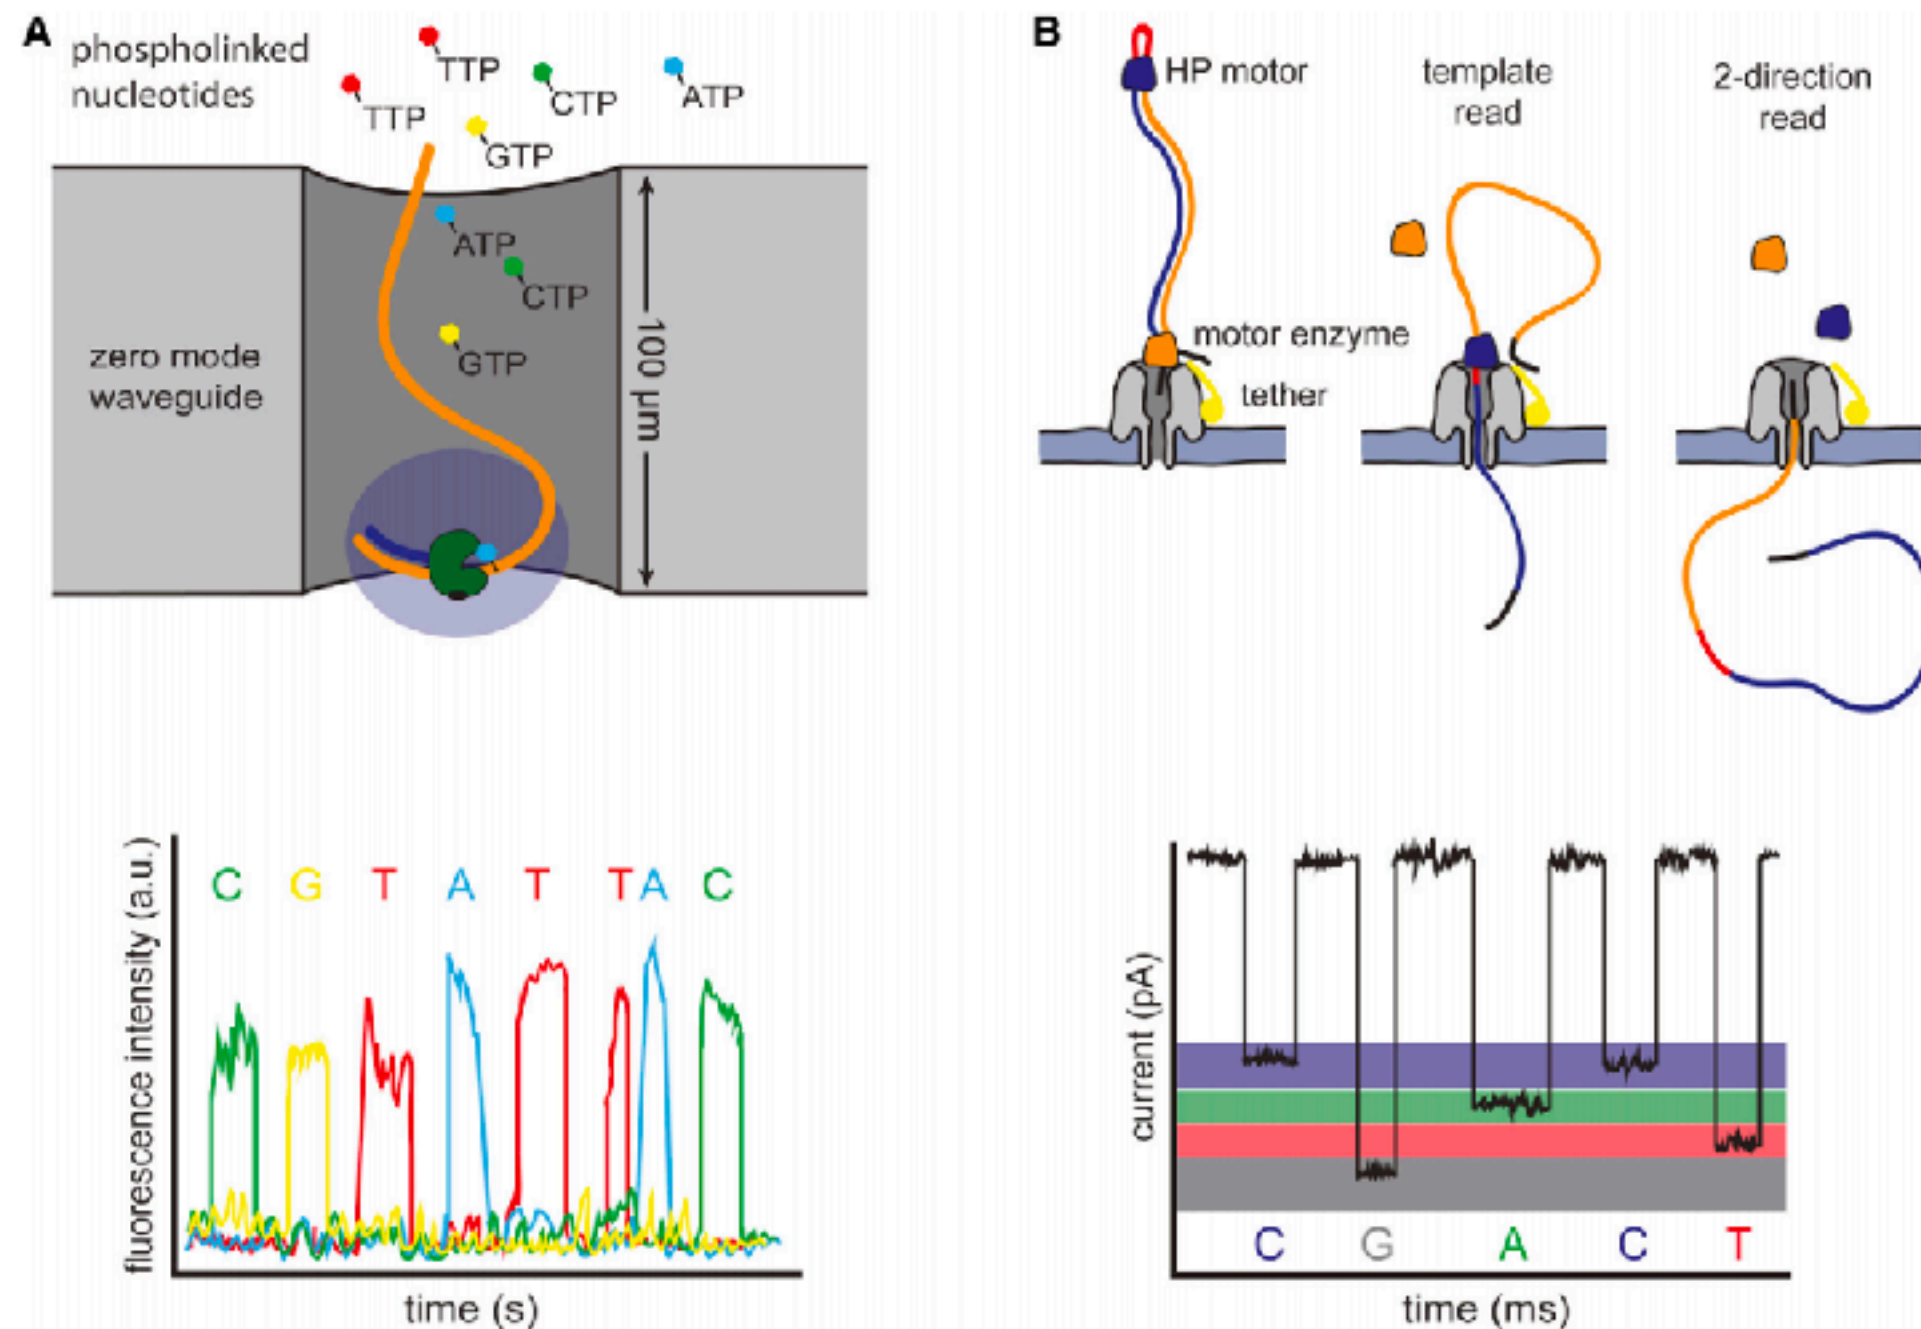 A
phospholinked
nucleotides
TTP
TTP
CTP
ATP
GTP
ATP
CTP
GTP
zero mode
waveguide
100 µm
fluorescence intensity (a.u.)
C G T A T T A C
time (s)
B
HP motor
template
read
2-direction
read
motor enzyme
tether
current (pA)
C G A C T
time (ms)